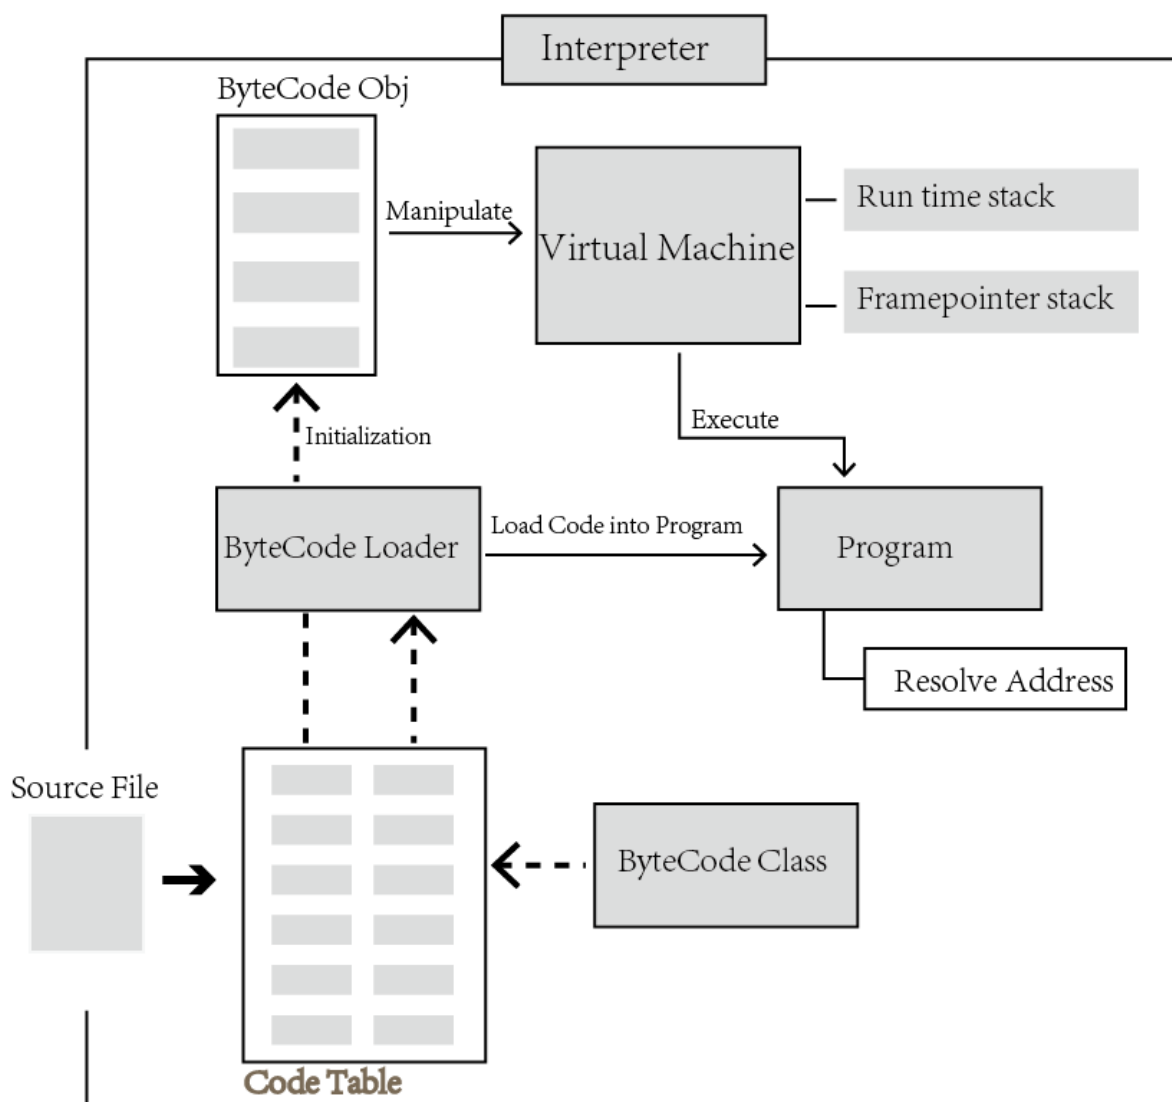 Interpreter
ByteCode Obj
Manipulate
Virtual Machine
Run time stack
Framepointer stack
Execute
Initialization
ByteCode Loader
Load Code into Program
Program
Resolve Address
Source File
ByteCode Class
Code Table